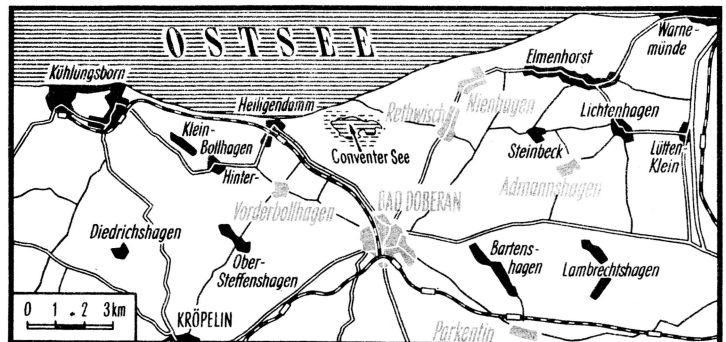 OSTSEE
Warne-
münde
Elmenhorst
Kühlungsborn
Heiligendamm
Rethwisch
Nienhagen
Lichtenhagen
Klein-
Bollhagen
Conventer See
Steinbeck
Lütten
Klein
Hinter-
Admannshagen
Vorderbollhagen
BAD DOBERAN
Diedrichshagen
Ober-
Steffenshagen
Bartens-
hagen
Lambrechtshagen
0 1 2 3km
KRÖPELIN
Parkentin